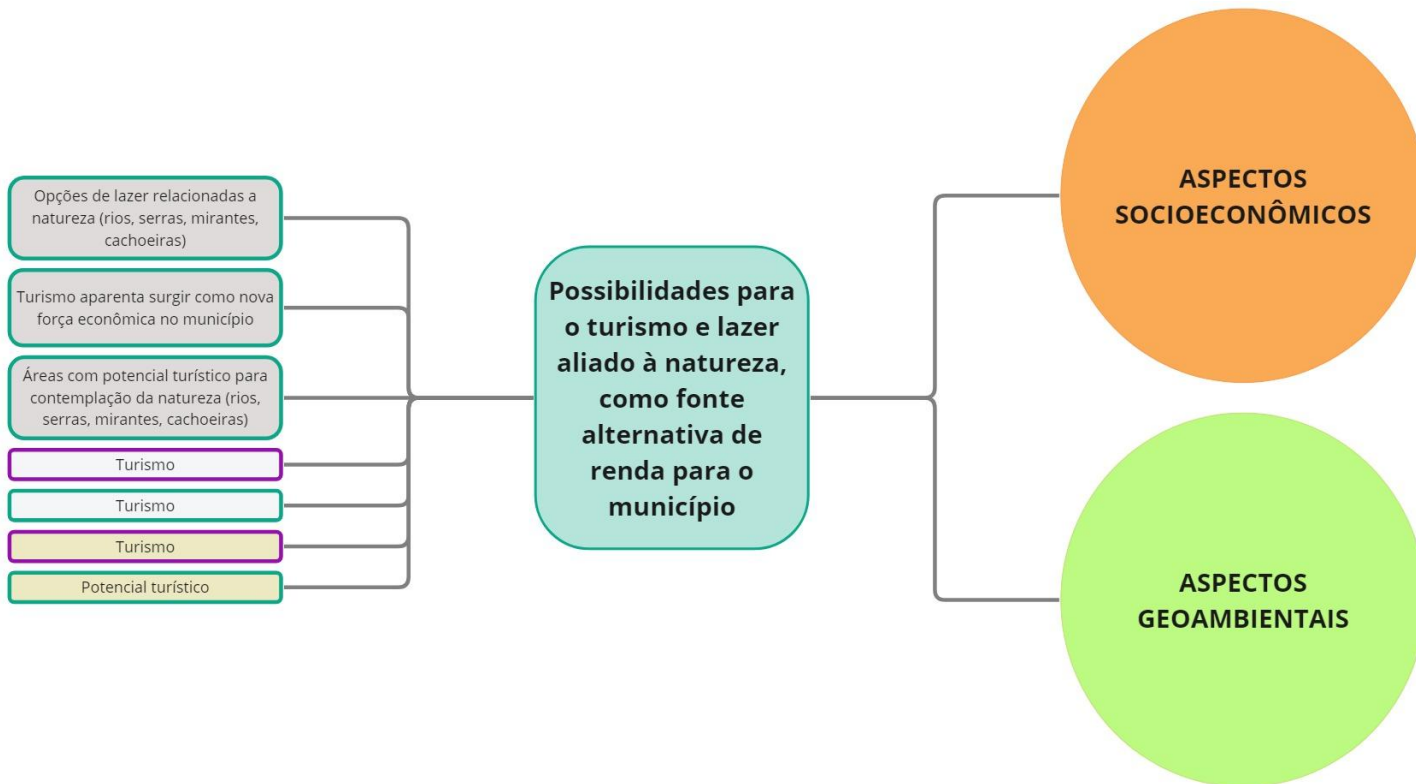 Opções de lazer relacionadas a
natureza (rios, serras, mirantes,
cachoeiras)
Turismo aparenta surgir como nova
força econômica no município
Áreas com potencial turístico para
contemplação da natureza (rios,
serras, mirantes, cachoeiras)
Turismo
Turismo
Turismo
Potencial turístico
Possibilidades para
o turismo e lazer
aliado à natureza,
como fonte
alternativa de
renda para o
município
ASPECTOS
SOCIOECONÔMICOS
ASPECTOS
GEOAMBIENTAIS